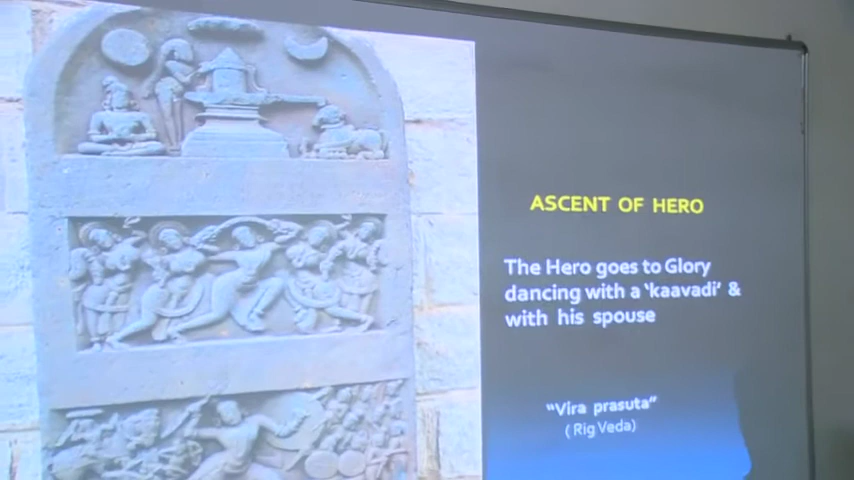 ASCENT OF HERO
The Hero goes to Glory
dancing with a 'kaavadi' &
with his spouse
"Vira prasuta"
(Rig Veda)